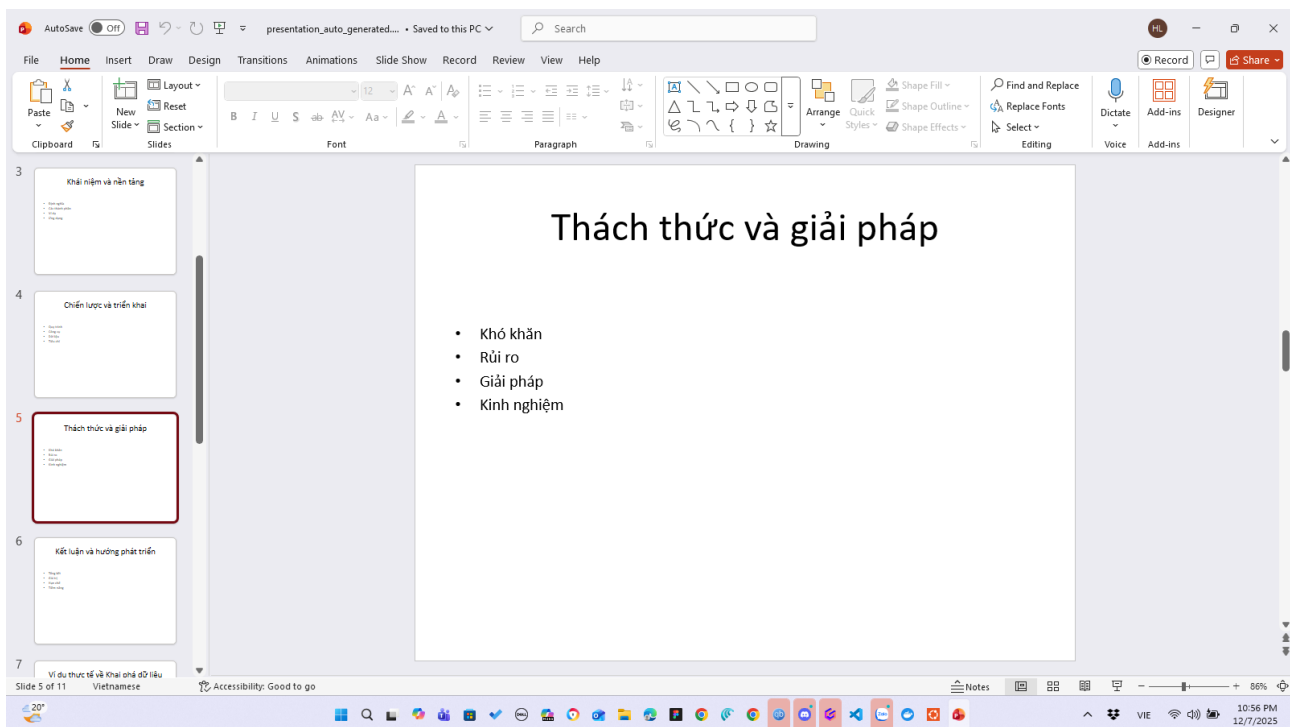 AutoSave Off presentation_auto_generated.... • Saved to this PC Search HL
File Home Insert Draw Design Transitions Animations Slide Show Record Review View Help Record Share
Paste
Clipboard
New
Slide
Layout
Reset
Section
Slides
12
B I U S ab AV Aa A
Font
Paragraph
Arrange
Quick
Styles
Shape Fill
Shape Outline
Shape Effects
Drawing
Find and Replace
Replace Fonts
Select
Editing
Dictate
Voice
Add-ins
Add-ins
Designer
3
Khái niệm và nền tảng
4
Chiến lược và triển khai
5
Thách thức và giải pháp
6
Kết luận và hướng phát triển
7
Ví dụ thực tế về Khai phá dữ liệu
Thách thức và giải pháp
• Khó khăn
• Rủi ro
• Giải pháp
• Kinh nghiệm
Slide 5 of 11 Vietnamese Accessibility: Good to go Notes 86%
20°
VIE
10:56 PM
12/7/2025